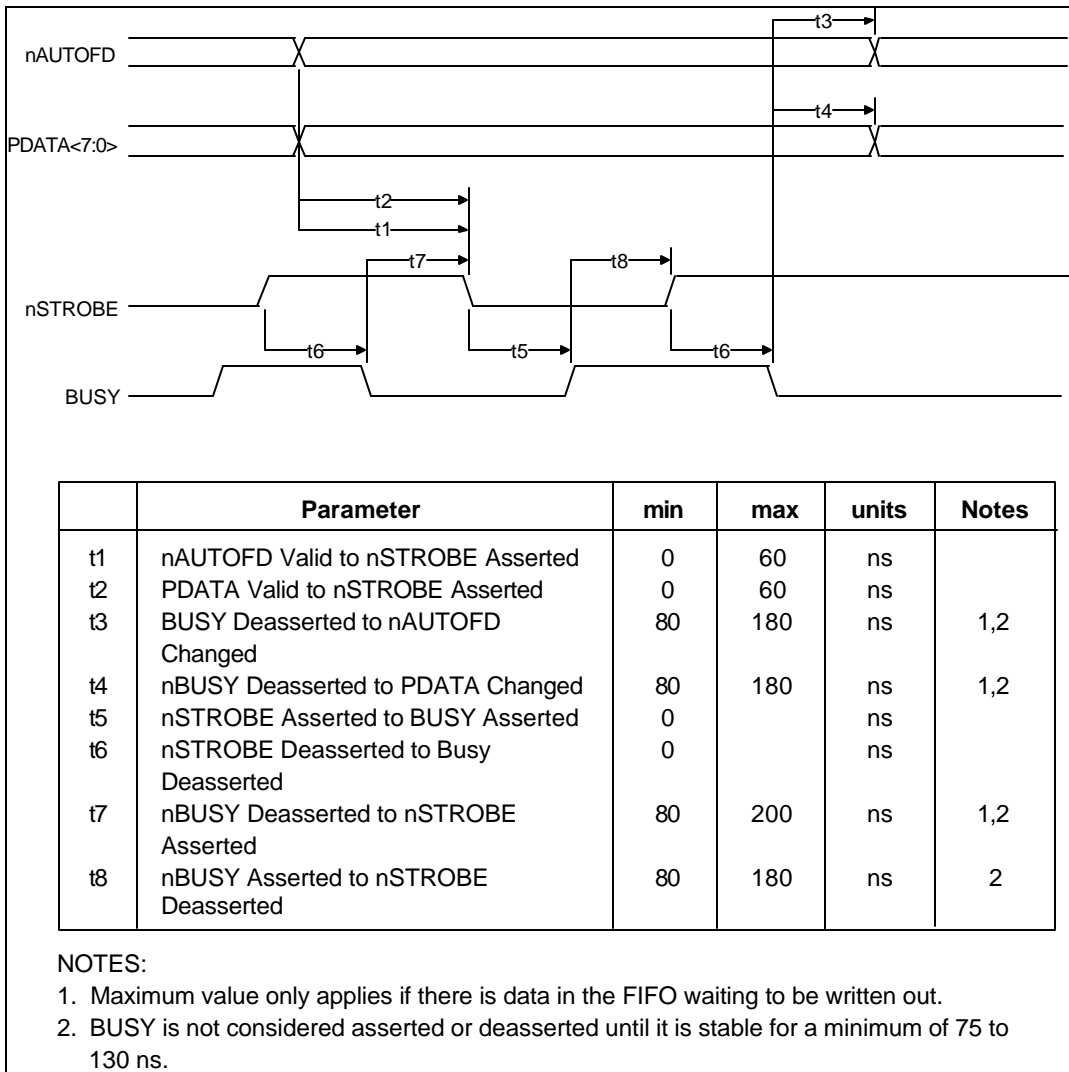 t3
nAUTOFD
t4
PDATA<7:0>
t2
t1
t7
t8
nSTROBE
t6
t5
t6
BUSY
Parameter min max units Notes
t1 nAUTOFD Valid to nSTROBE Asserted 0 60 ns
t2 PDATA Valid to nSTROBE Asserted 0 60 ns
t3 BUSY Deasserted to nAUTOFD 80 180 ns 1,2
Changed
t4 nBUSY Deasserted to PDATA Changed 80 180 ns 1,2
t5 nSTROBE Asserted to BUSY Asserted 0 ns
t6 nSTROBE Deasserted to Busy 0 ns
Deasserted
t7 nBUSY Deasserted to nSTROBE 80 200 ns 1,2
Asserted
t8 nBUSY Asserted to nSTROBE 80 180 ns 2
Deasserted
NOTES:
1. Maximum value only applies if there is data in the FIFO waiting to be written out.
2. BUSY is not considered asserted or deasserted until it is stable for a minimum of 75 to
130 ns.